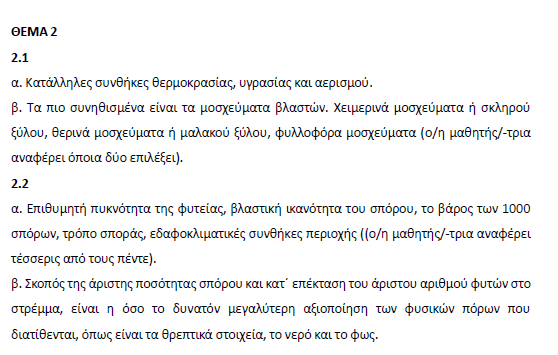 ΘΕΜΑ 2
2.1
α. Κατάλληλες συνθήκες θερμοκρασίας, υγρασίας και αερισμού.
β. Τα πιο συνηθισμένα είναι τα μοσχεύματα βλαστών. Χειμερινά μοσχεύματα ή σκληρού
ξύλου, θερινά μοσχεύματα ή μαλακού ξύλου, φυλλοφόρα μοσχεύματα (ο/η μαθητής/-τρια
αναφέρει όποια δύο επιλέξει).
2.2
α. Επιθυμητή πυκνότητα της φυτείας, βλαστική ικανότητα του σπόρου, το βάρος των 1000
σπόρων, τρόπο σποράς, εδαφοκλιματικές συνθήκες περιοχής ((ο/η μαθητής/-τρια αναφέρει
τέσσερις από τους πέντε).
β. Σκοπός της άριστης ποσότητας σπόρου και κατ΄ επέκταση του άριστου αριθμού φυτών στο
στρέμμα, είναι η όσο το δυνατόν μεγαλύτερη αξιοποίηση των φυσικών πόρων που
διατίθενται, όπως είναι τα θρεπτικά στοιχεία, το νερό και το φως.